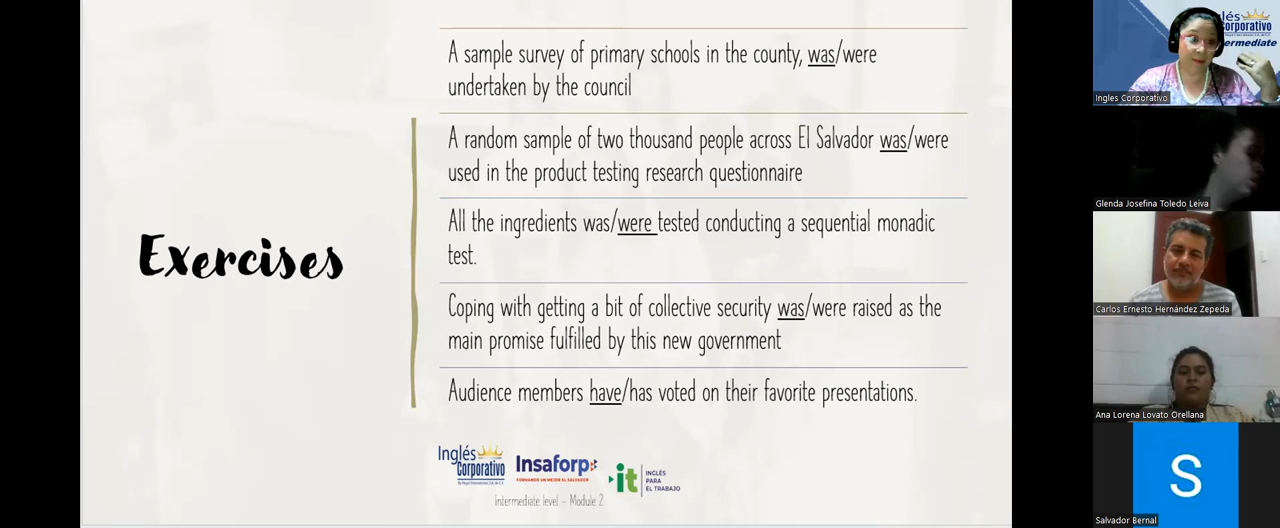 Exercises
A sample survey of primary schools in the county, was/were
undertaken by the council
A random sample of two thousand people across El Salvador was/were
used in the product testing research questionnaire
All the ingredients was/were tested conducting a sequential monadic
test.
Coping with getting a bit of collective security was/were raised as the
main promise fulfilled by this new government
Audience members have/has voted on their favorite presentations.
Inglés
Corporativo
Insaforp
FORMANDO UN MEJOR EL SALVADOR
it
INGLÉS
PARA
EL TRABAJO
Intermediate level - Module 2
lés
Corporativo
ermediate
Ingles Corporativo
Glenda Josefina Toledo Leiva
Carlos Ernesto Hernández Zepeda
Ana Lorena Lovato Orellana
S
Salvador Bernal